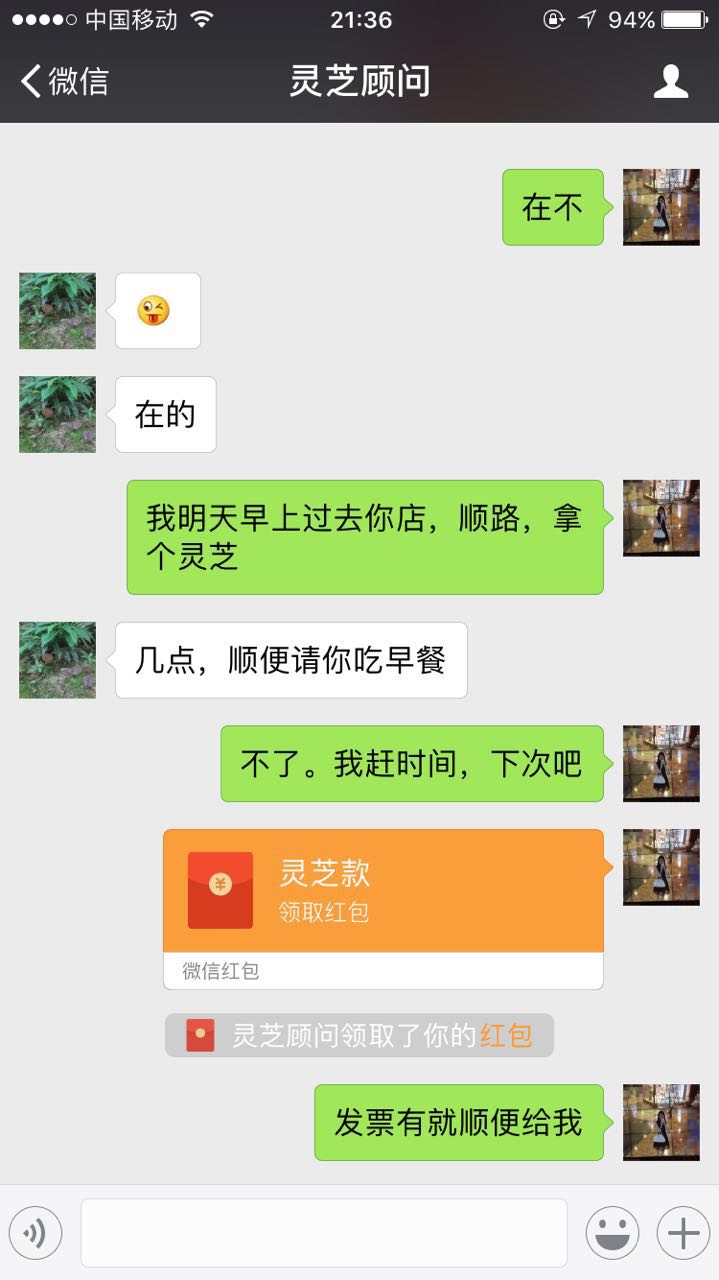 中国移动 21:36 94%
微信 灵芝顾问
在不
在的
我明天早上过去你店，顺路，拿
个灵芝
几点，顺便请你吃早餐
不了。我赶时间，下次吧
¥ 灵芝款
领取红包
微信红包
灵芝顾问领取了你的红包
发票有就顺便给我